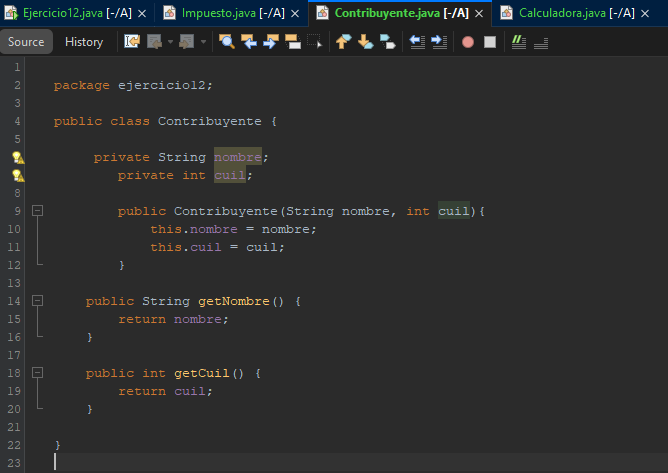 Ejercicio12.java [-/A] Impuesto.java [-/A] Contribuyente.java [-/A] Calculadora.java [-/A]
Source History
1
2 package ejercicio12;
3
4 public class Contribuyente {
5
private String nombre;
private int cuil;
8
9 public Contribuyente(String nombre, int cuil){
10 this.nombre = nombre;
11 this.cuil = cuil;
12 }
13
14 public String getNombre() {
15 return nombre;
16 }
17
18 public int getCuil() {
19 return cuil;
20 }
21
22 }
23